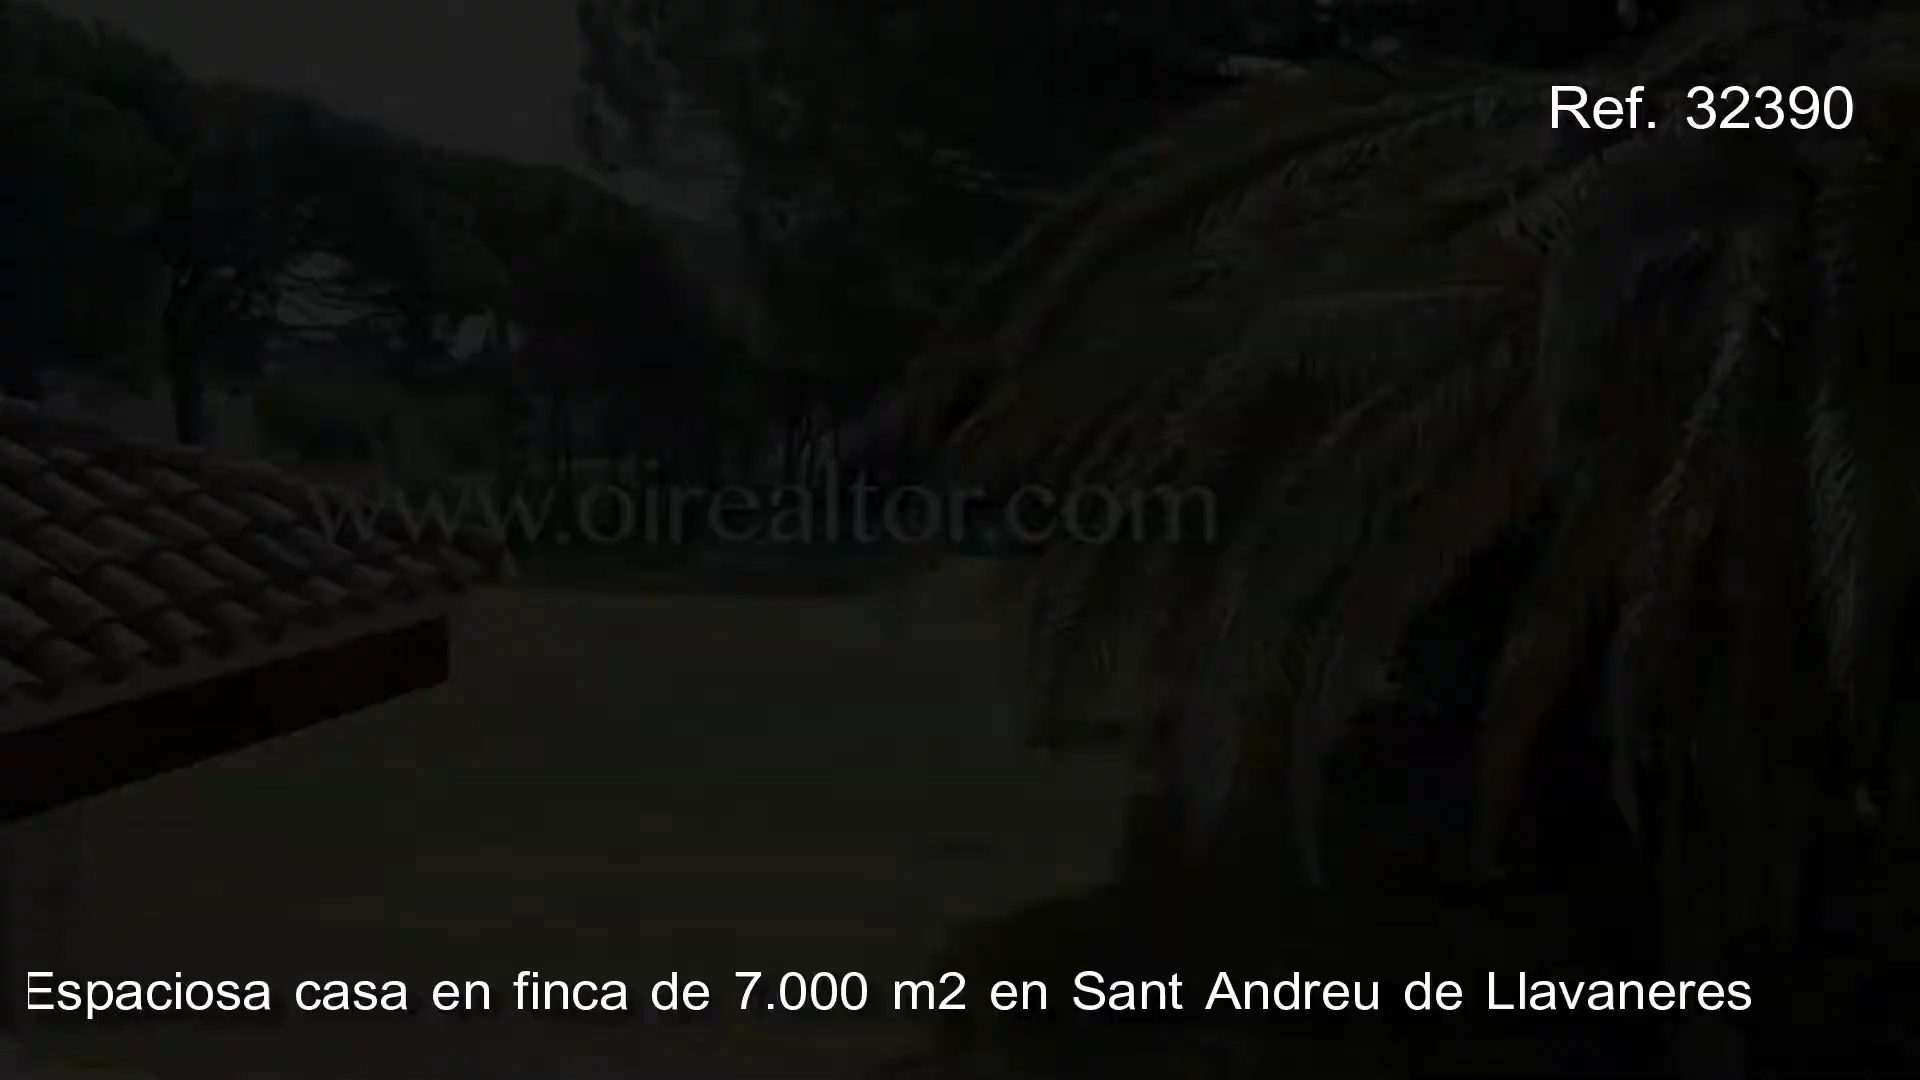 Ref. 32390
www.oirealtor.com
Espaciosa casa en finca de 7.000 m2 en Sant Andreu de Llavaneres